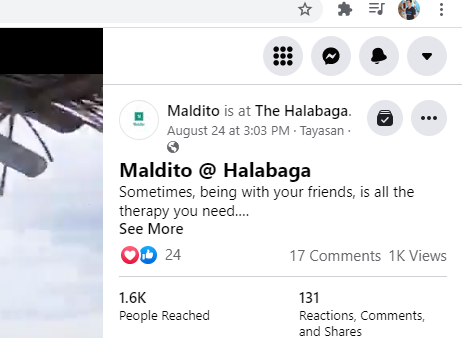 Maldito is at The Halabaga.
August 24 at 3:03 PM · Tayasan ·
Maldito @ Halabaga
Sometimes, being with your friends, is all the
therapy you need....
See More
24
17 Comments 1K Views
1.6K
People Reached
131
Reactions, Comments,
and Shares